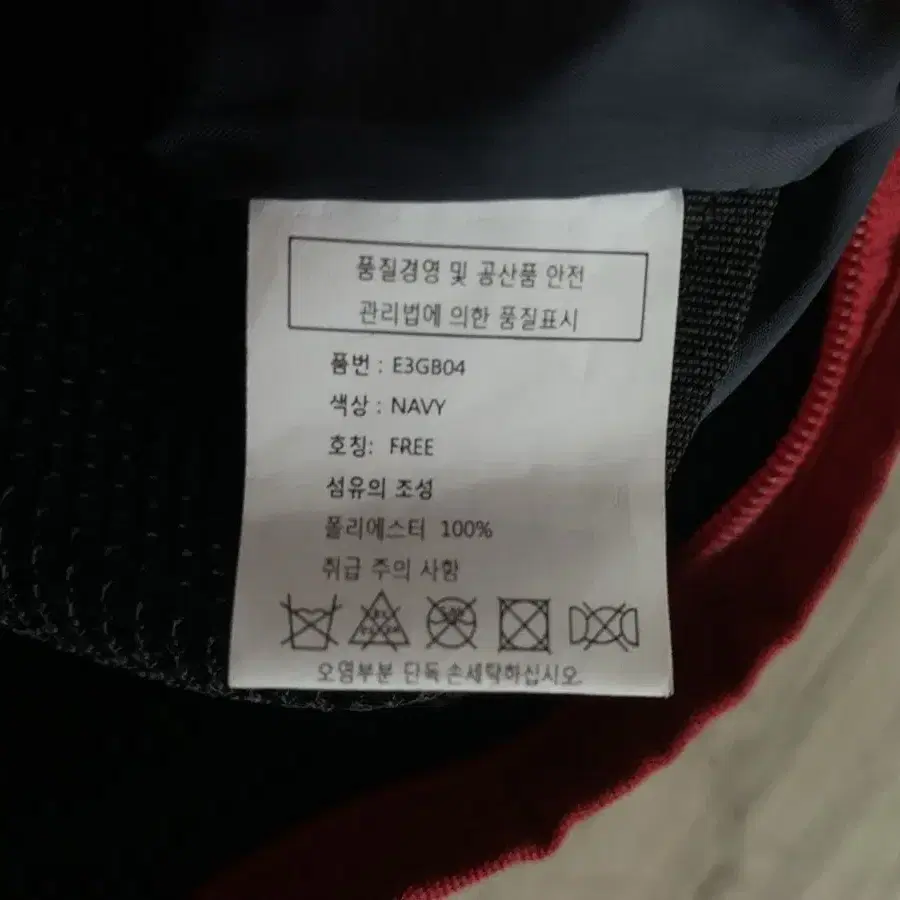 품질경영 및 공산품 안전
관리법에 의한 품질표시
품번 : E3GB04
색상 : NAVY
호칭: FREE
섬유의 조성
폴리에스터 100%
취급 주의 사항
오염부분 단독 손세탁하십시오.